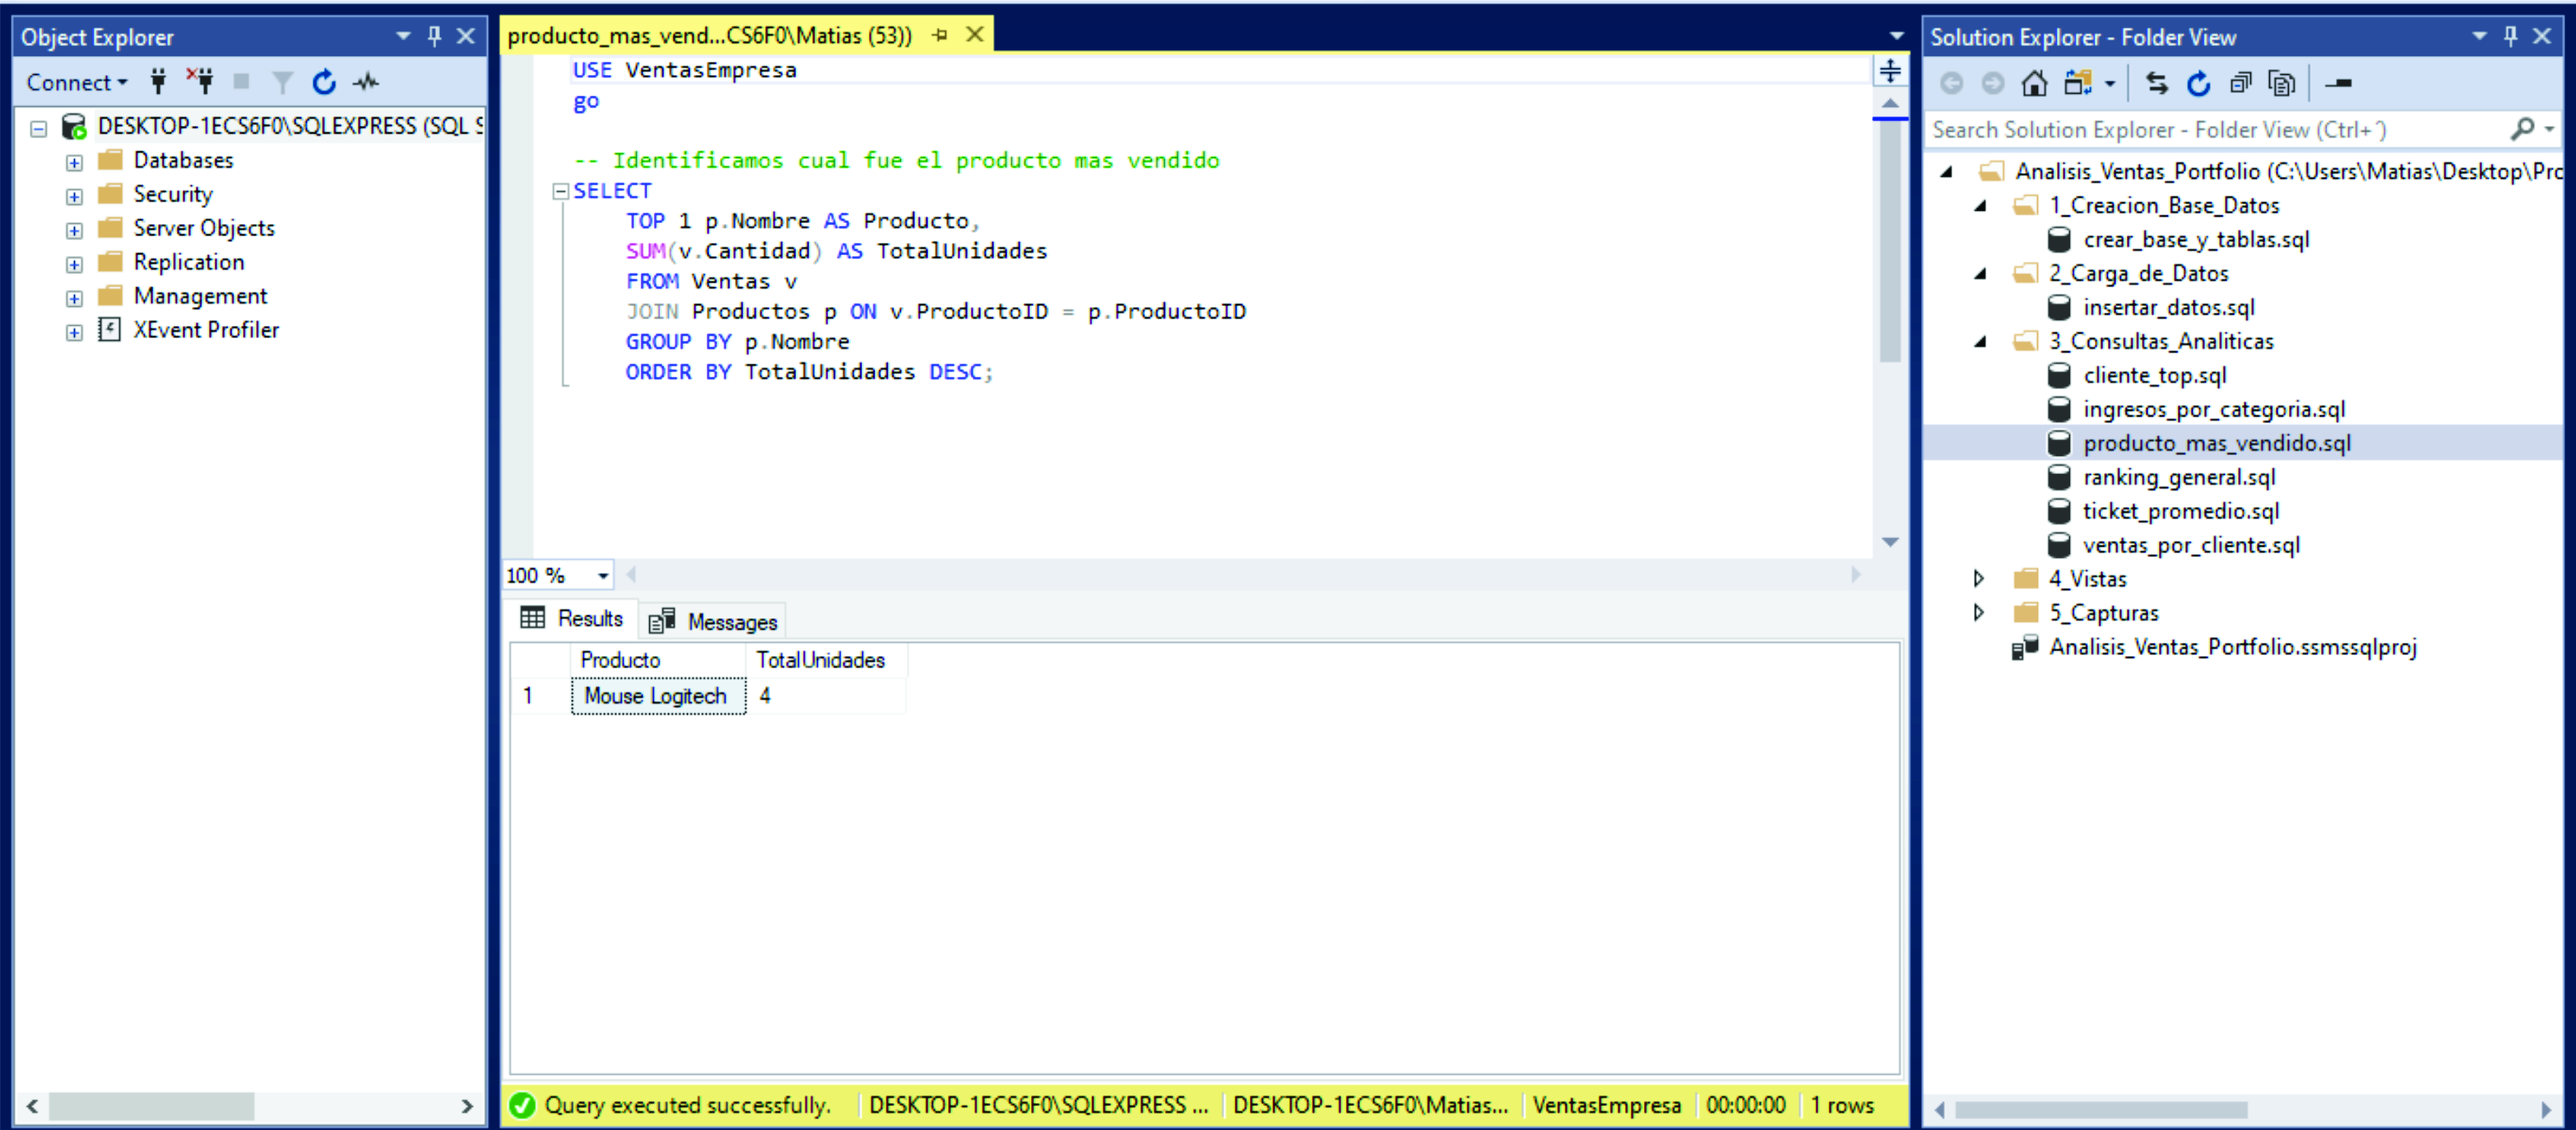 Object Explorer
Connect
DESKTOP-1ECS6F0\SQLEXPRESS (SQL S
Databases
Security
Server Objects
Replication
Management
XEvent Profiler
producto_mas_vend...CS6F0\Matias (53))
USE VentasEmpresa
go
-- Identificamos cual fue el producto mas vendido
SELECT
TOP 1 p.Nombre AS Producto,
SUM(v.Cantidad) AS TotalUnidades
FROM Ventas v
JOIN Productos p ON v.ProductoID = p.ProductoID
GROUP BY p.Nombre
ORDER BY TotalUnidades DESC;
100 %
Results Messages
Producto TotalUnidades
1 Mouse Logitech 4
Query executed successfully. DESKTOP-1ECS6F0\SQLEXPRESS ... DESKTOP-1ECS6F0\Matias... VentasEmpresa 00:00:00 1 rows
Solution Explorer - Folder View
Search Solution Explorer - Folder View (Ctrl+¨)
Analisis_Ventas_Portfolio (C:\Users\Matias\Desktop\Pro
1_Creacion_Base_Datos
crear_base_y_tablas.sql
2_Carga_de_Datos
insertar_datos.sql
3_Consultas_Analiticas
cliente_top.sql
ingresos_por_categoria.sql
producto_mas_vendido.sql
ranking_general.sql
ticket_promedio.sql
ventas_por_cliente.sql
4_Vistas
5_Capturas
Analisis_Ventas_Portfolio.ssmssqlproj